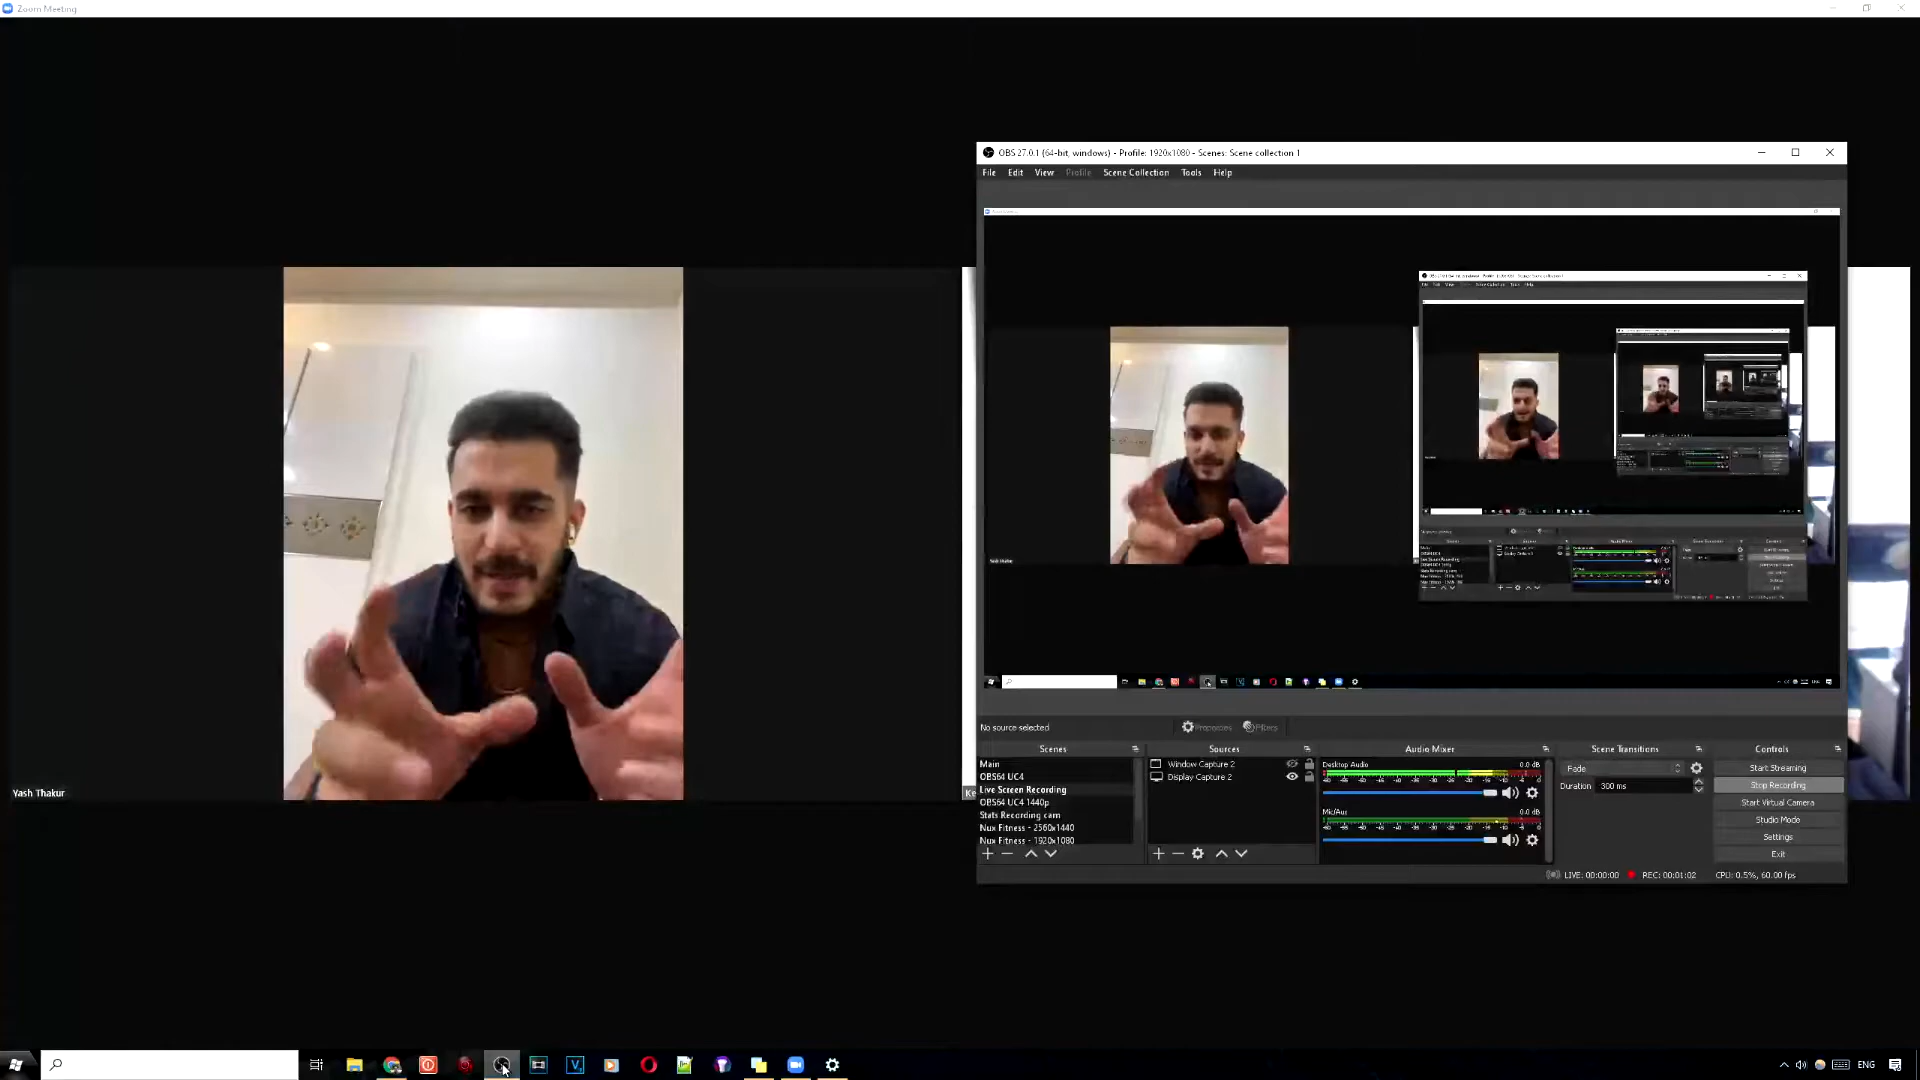 Zoom Meeting
OBS 27.0.1 (64-bit, windows) - Profile: 1920x1080 - Scenes: Scene collection 1
File Edit View Profile Scene Collection Tools Help
No source selected
Properties
Filters
Scenes
Main
OBS64 UC4
Live Screen Recording
OBS64 UC4 1440p
Stats Recording cam
Nux Fitness - 2560x1440
Nux Fitness - 1920x1080
Sources
Window Capture 2
Display Capture 2
Audio Mixer
Desktop Audio 0.0 dB
Mic/Aux 0.0 dB
Scene Transitions
Fade
Duration 300 ms
Controls
Start Streaming
Stop Recording
Start Virtual Camera
Studio Mode
Settings
Exit
LIVE: 00:00:00 REC: 00:01:02 CPU: 0.5%, 60.00 fps
Yash Thakur
Ke
ENG